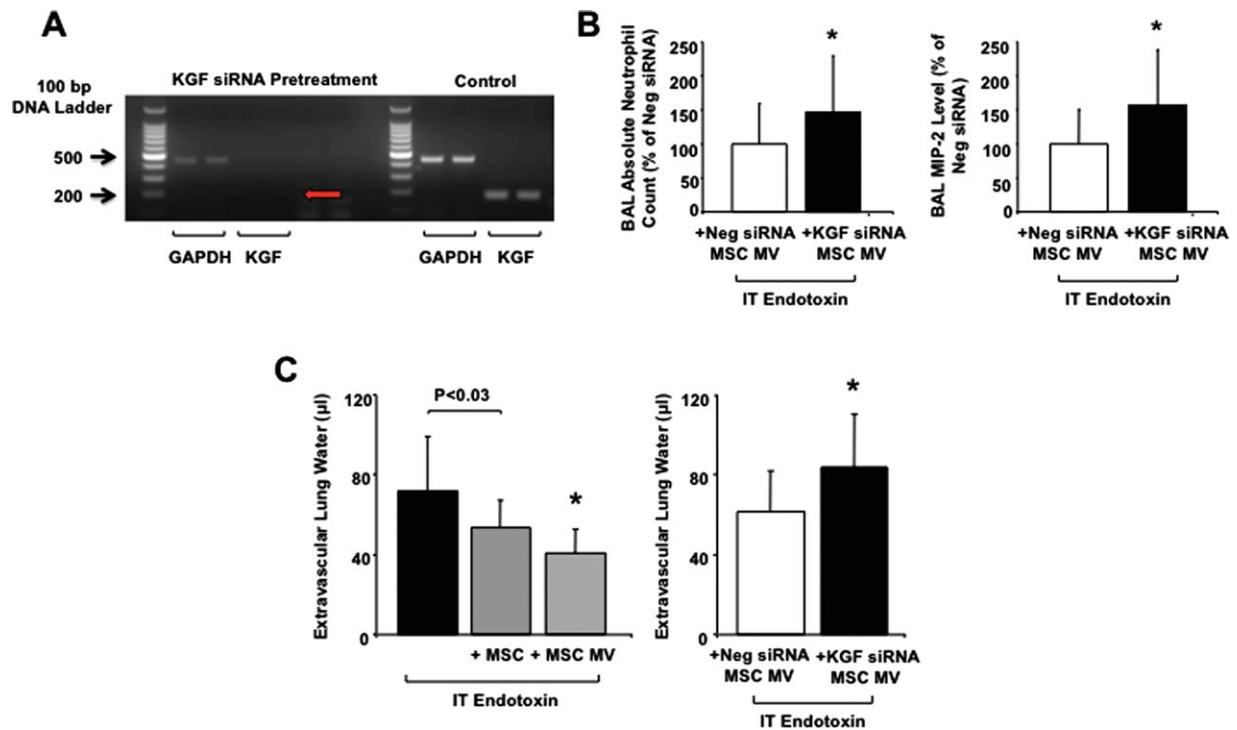 A
KGF siRNA Pretreatment
Control
100 bp
DNA Ladder
500
200
GAPDH KGF
GAPDH KGF
B
BAL Absolute Neutrophil
Count (% of Neg siRNA)
250
200
150
100
50
0
*
+Neg siRNA +KGF siRNA
MSC MV MSC MV
IT Endotoxin
BAL MIP-2 Level (% of
Neg siRNA)
250
200
150
100
50
0
*
+Neg siRNA +KGF siRNA
MSC MV MSC MV
IT Endotoxin
C
Extravascular Lung Water (µl)
120
80
40
0
P<0.03
*
+ MSC + MSC MV
IT Endotoxin
Extravascular Lung Water (µl)
120
80
40
0
*
+Neg siRNA +KGF siRNA
MSC MV MSC MV
IT Endotoxin